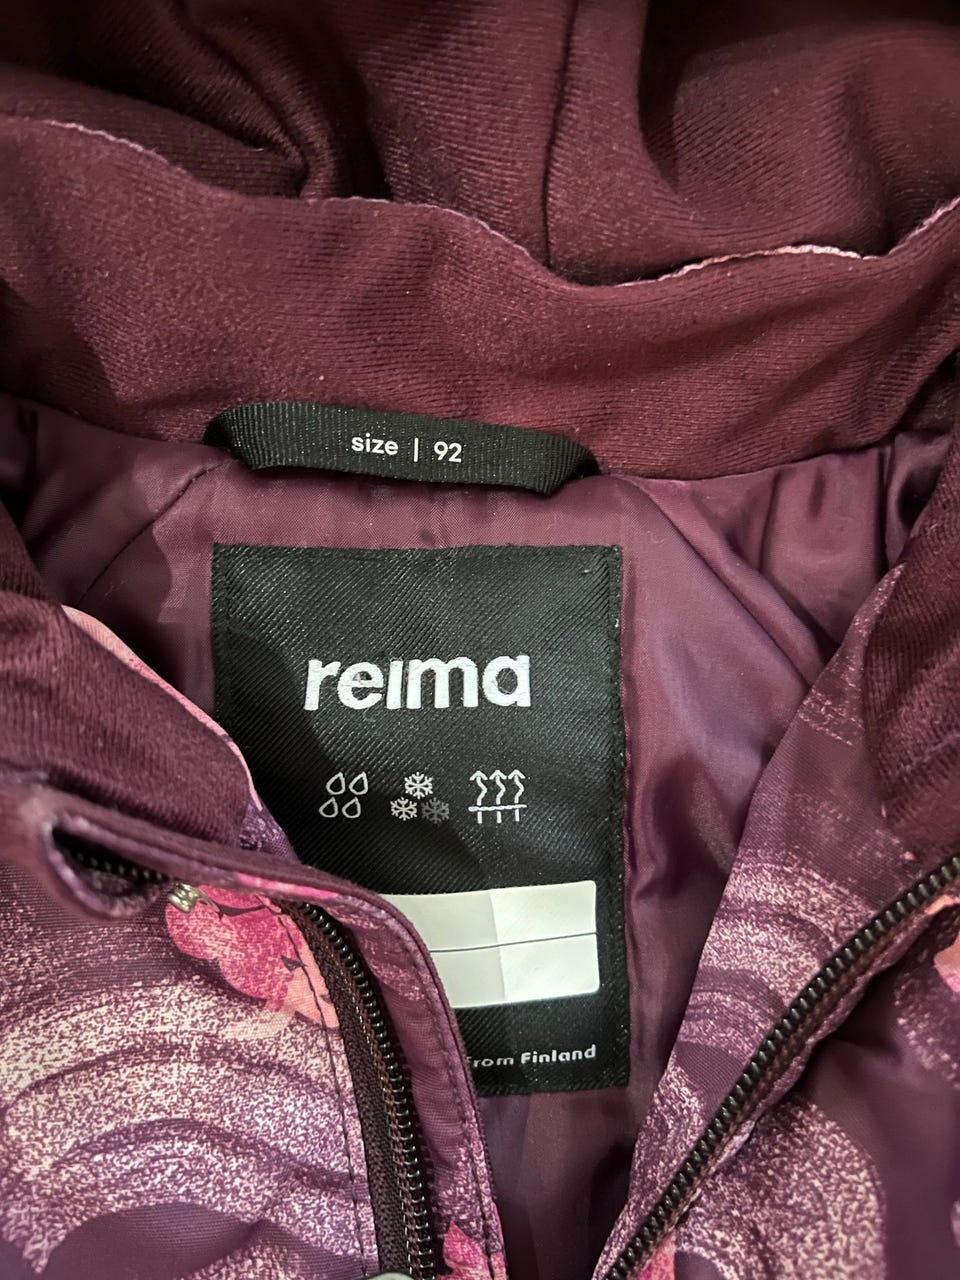 size | 92
reima
From Finland